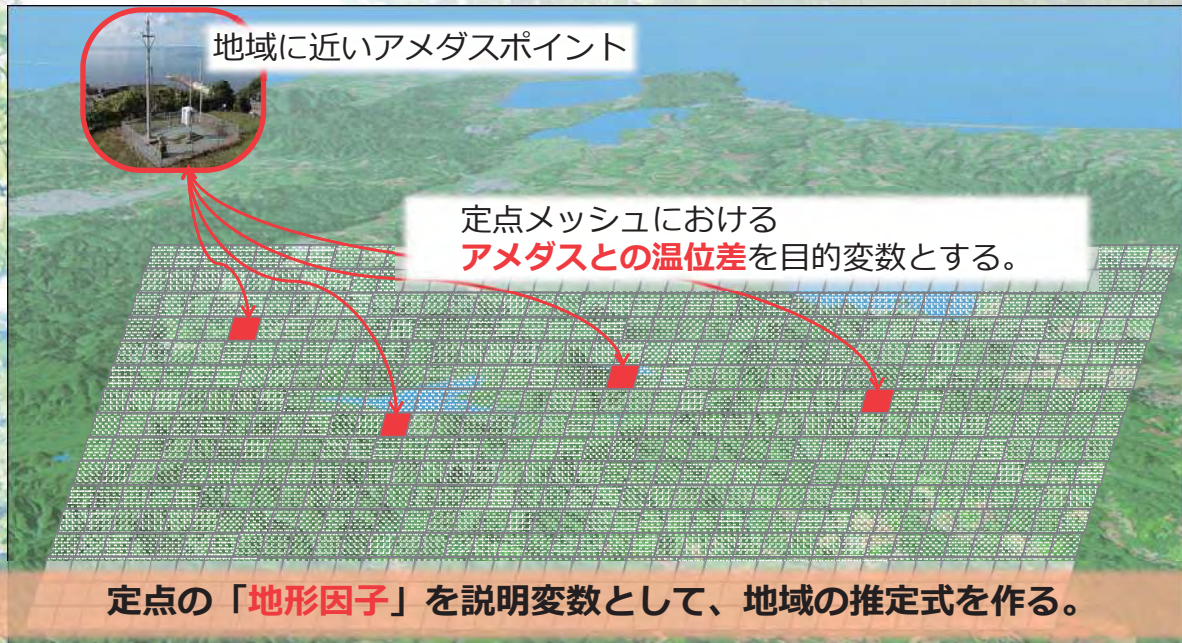 地域に近いアメダスポイント
定点メッシュにおける
アメダスとの温位差を目的変数とする。
定点の「地形因子」を説明変数として、地域の推定式を作る。